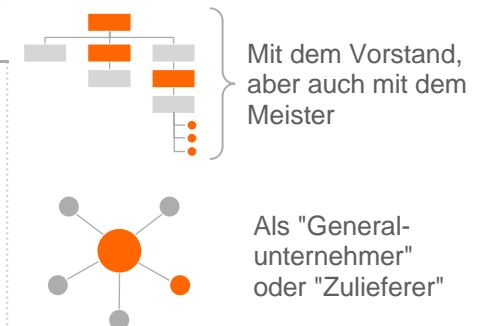 Mit dem Vorstand,
aber auch mit dem
Meister
Als "General-
unternehmer"
oder "Zulieferer"